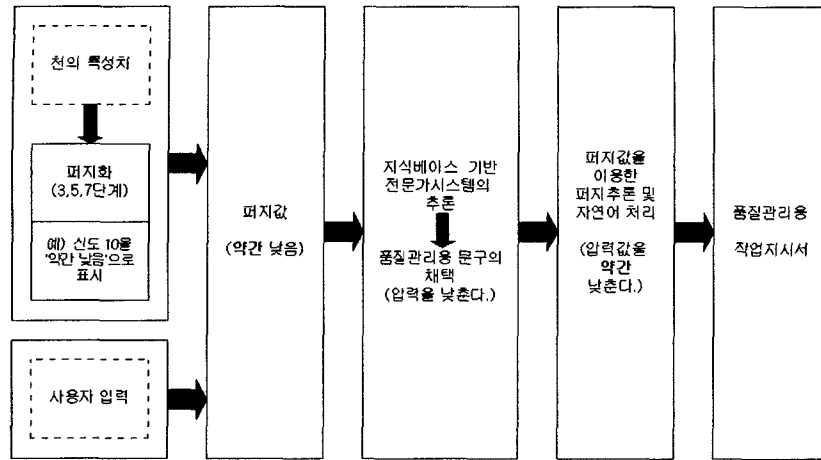 천의 특성치
퍼지화
(3,5,7단계)
예) 신도 10을
'약간 낮음'으로
표시
사용자 입력
퍼지값
(약간 낮음)
지식베이스 기반
전문가시스템의
추론
품질관리용 문구의
채택
(압력을 낮춘다.)
퍼지값을
이용한
퍼지추론 및
자연어 처리
(압력값을
약간
낮춘다.)
품질관리용
작업지시서